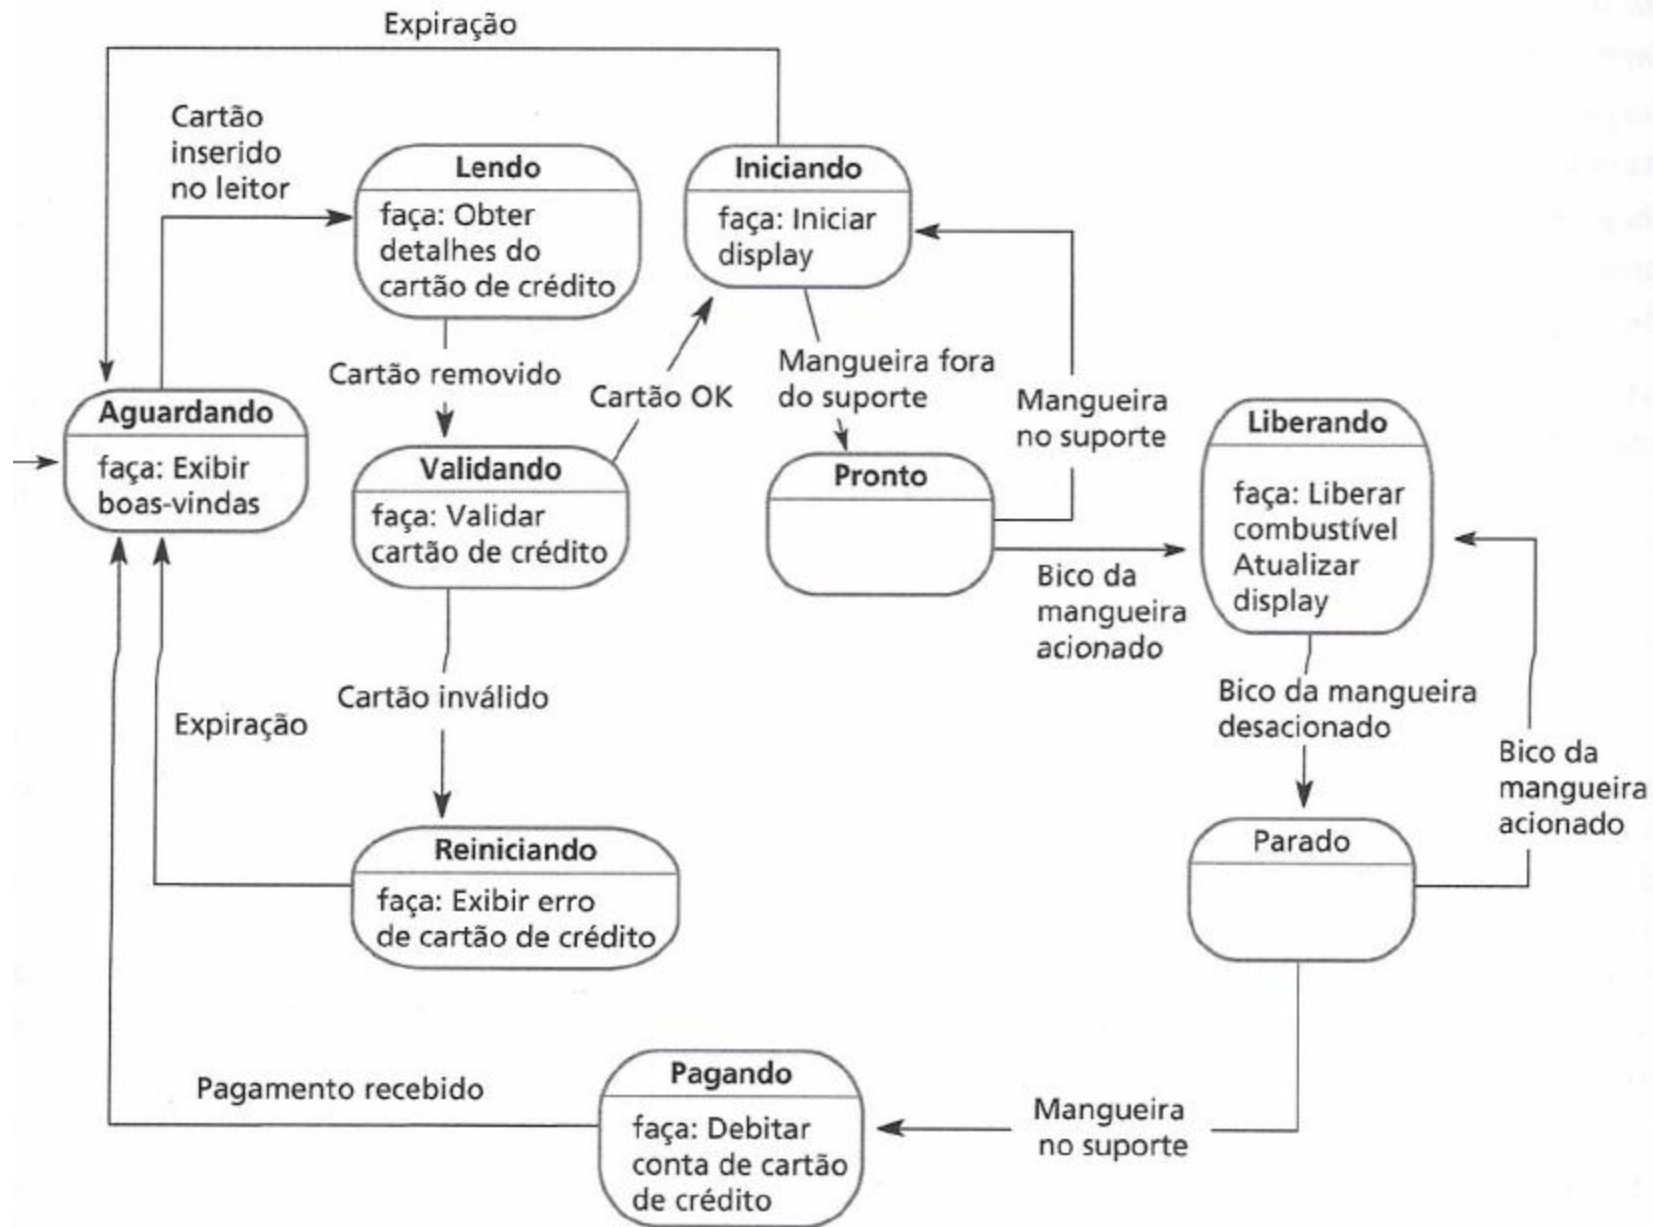 Expiração
Cartão
inserido
no leitor
Lendo
faça: Obter
detalhes do
cartão de crédito
Iniciando
faça: Iniciar
display
Cartão removido
Cartão OK
Mangueira fora
do suporte
Mangueira
no suporte
Aguardando
faça: Exibir
boas-vindas
Validando
faça: Validar
cartão de crédito
Pronto
Liberando
faça: Liberar
combustível
Atualizar
display
Bico da
mangueira
acionado
Cartão inválido
Expiração
Bico da mangueira
desacionado
Bico da
mangueira
acionado
Reiniciando
faça: Exibir erro
de cartão de crédito
Parado
Pagamento recebido
Pagando
faça: Debitar
conta de cartão
de crédito
Mangueira
no suporte